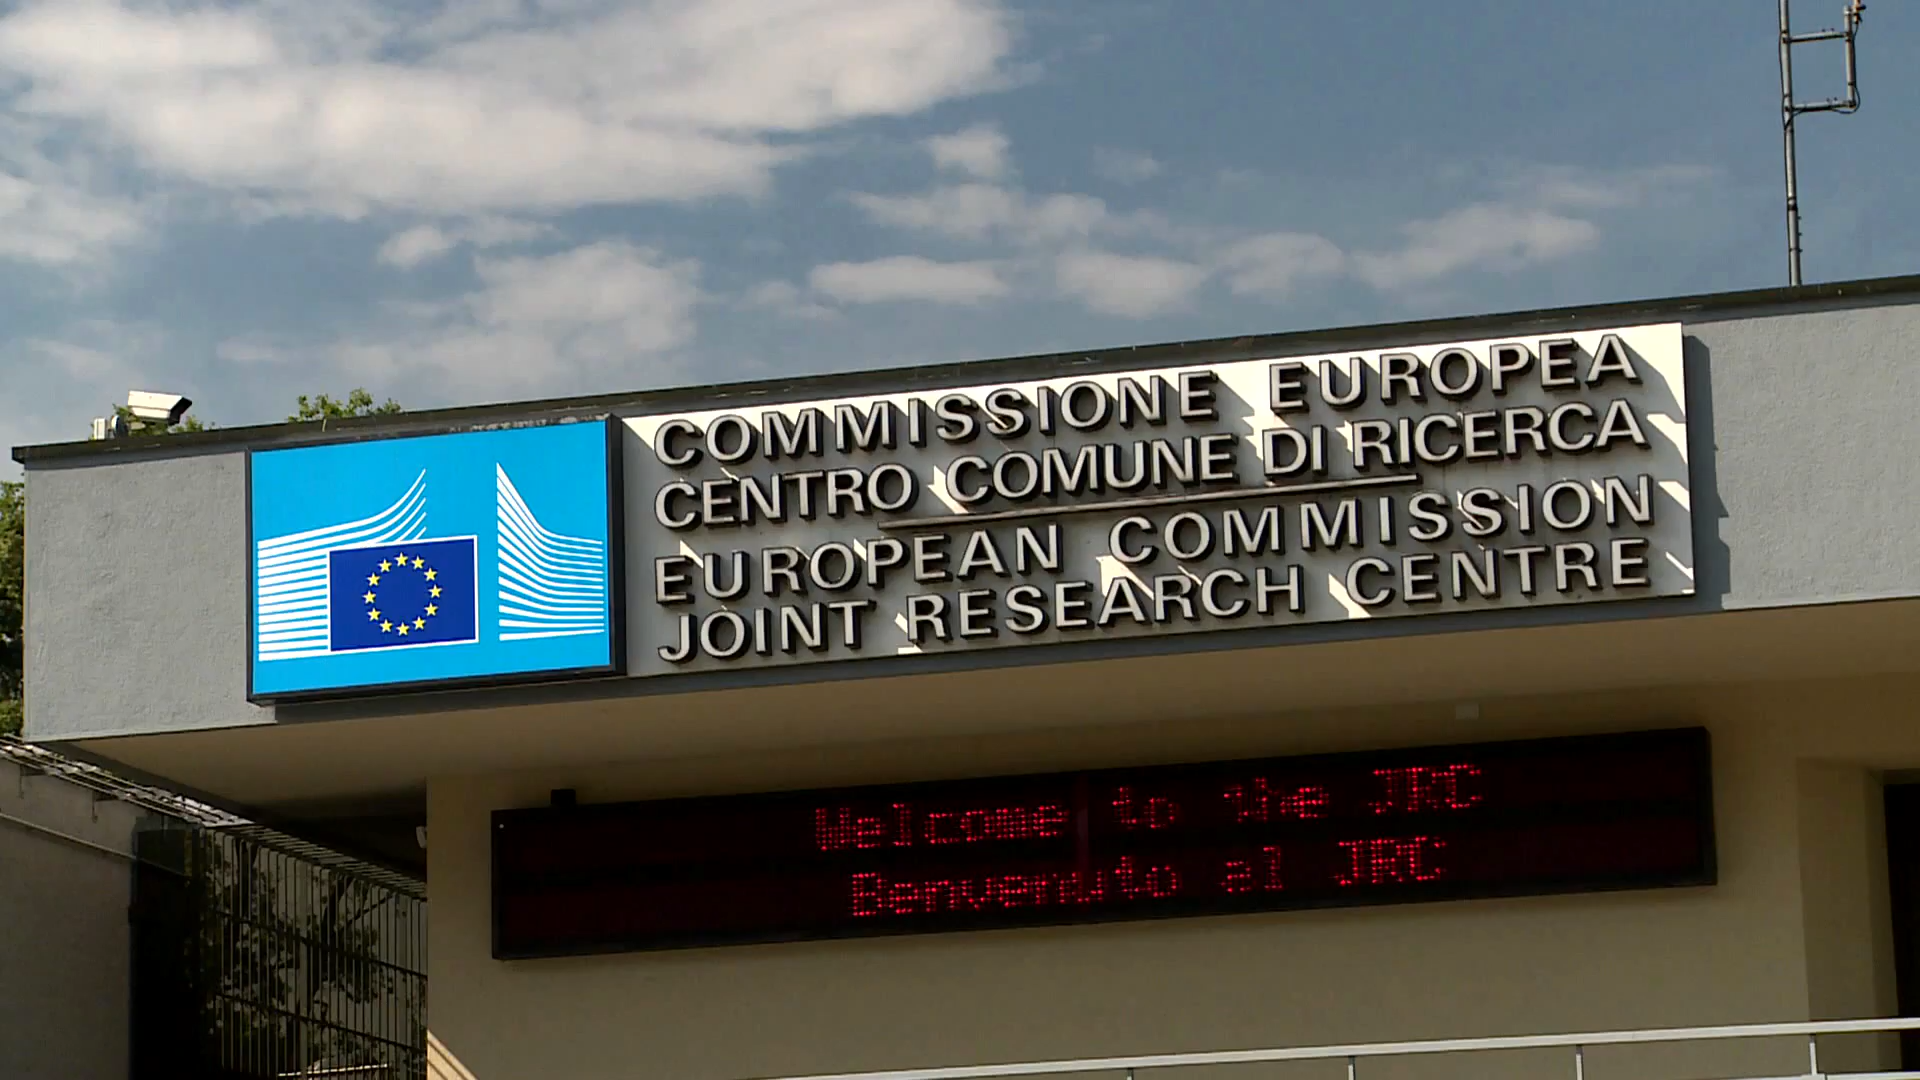 COMMISSIONE EUROPEA
CENTRO COMUNE DI RICERCA
EUROPEAN COMMISSION
JOINT RESEARCH CENTRE
Welcome to the JRC
Benvenuto al JRC